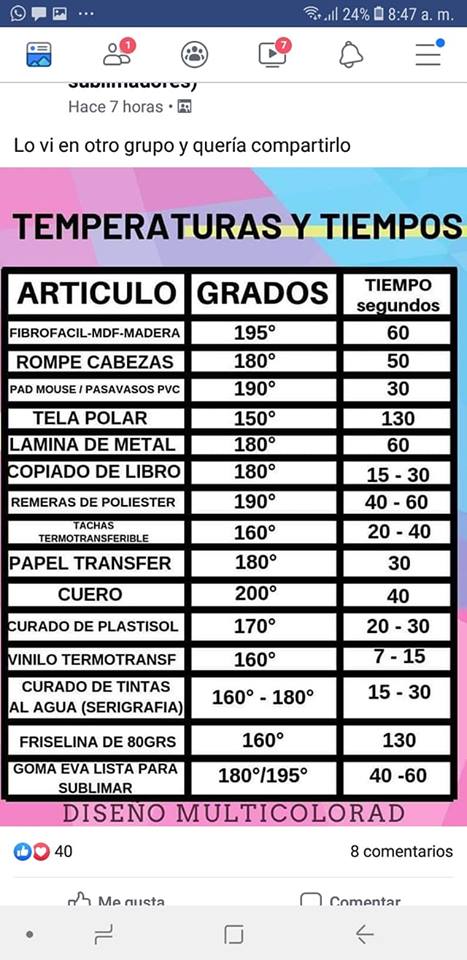 24% 8:47 a. m.
1
7
sublimadores)
Hace 7 horas •
Lo vi en otro grupo y quería compartirlo
TEMPERATURAS Y TIEMPOS
ARTICULO GRADOS TIEMPO segundos
FIBROFACIL-MDF-MADERA 195° 60
ROMPE CABEZAS 180° 50
PAD MOUSE / PASAVASOS PVC 190° 30
TELA POLAR 150° 130
LAMINA DE METAL 180° 60
COPIADO DE LIBRO 180° 15 - 30
REMERAS DE POLIESTER 190° 40 - 60
TACHAS
TERMOTRANSFERIBLE 160° 20 - 40
PAPEL TRANSFER 180° 30
CUERO 200° 40
CURADO DE PLASTISOL 170° 20 - 30
VINILO TERMOTRANSF 160° 7 - 15
CURADO DE TINTAS
AL AGUA (SERIGRAFIA) 160° - 180° 15 - 30
FRISELINA DE 80GRS 160° 130
GOMA EVA LISTA PARA
SUBLIMAR 180°/195° 40 -60
DISEÑO MULTICOLORAD
40 8 comentarios
Me gusta Comentar